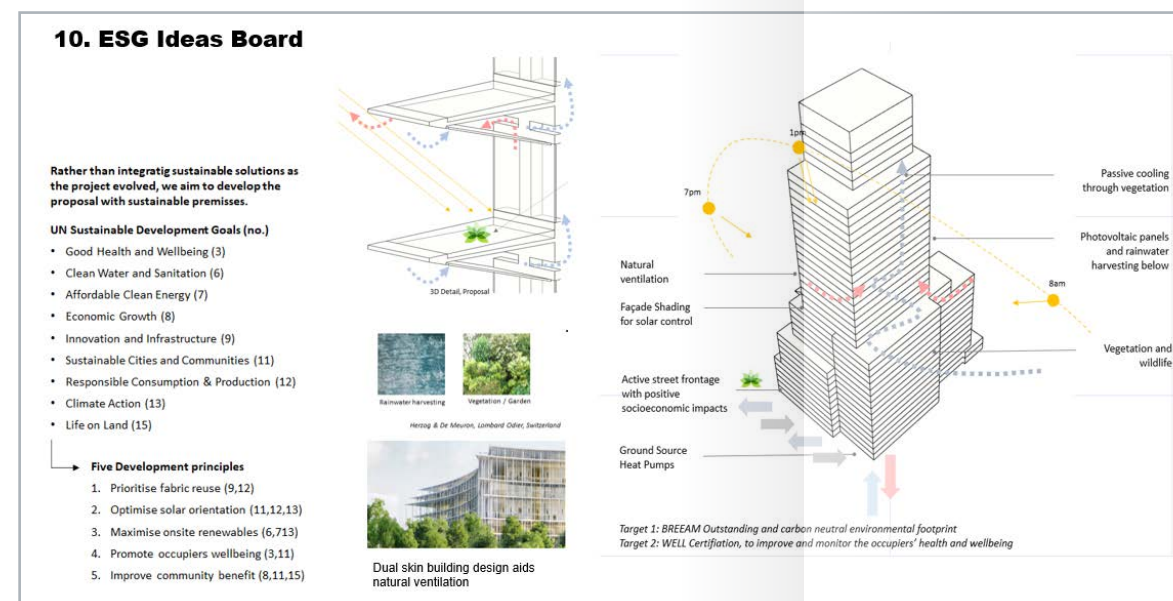 10. ESG Ideas Board
Rather than integratig sustainable solutions as
the project evolved, we aim to develop the
proposal with sustainable premisses.
UN Sustainable Development Goals (no.)
• Good Health and Wellbeing (3)
• Clean Water and Sanitation (6)
• Affordable Clean Energy (7)
• Economic Growth (8)
• Innovation and Infrastructure (9)
• Sustainable Cities and Communities (11)
• Responsible Consumption & Production (12)
• Climate Action (13)
• Life on Land (15)
Five Development principles
1. Prioritise fabric reuse (9,12)
2. Optimise solar orientation (11,12,13)
3. Maximise onsite renewables (6,713)
4. Promote occupiers wellbeing (3,11)
5. Improve community benefit (8,11,15)
3D Detail, Proposal
Rainwater harvesting
Vegetation / Garden
Herzog & De Meuron, Lombard Odier, Switzerland
Dual skin building design aids
natural ventilation
1pm
7pm
8am
Natural
ventilation
Façade Shading
for solar control
Active street frontage
with positive
socioeconomic impacts
Ground Source
Heat Pumps
Passive cooling
through vegetation
Photovoltaic panels
and rainwater
harvesting below
Vegetation and
wildlife
Target 1: BREEAM Outstanding and carbon neutral environmental footprint
Target 2: WELL Certifiation, to improve and monitor the occupiers' health and wellbeing